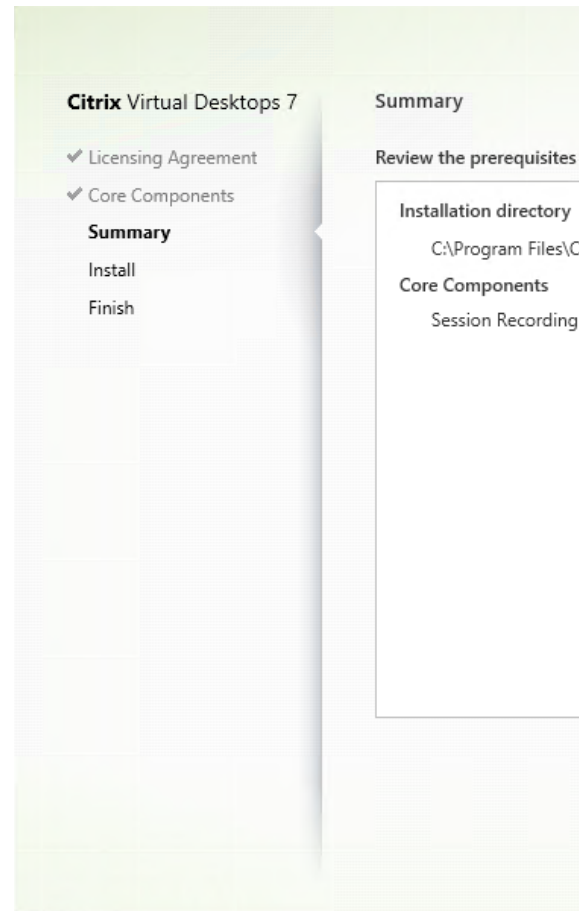 Citrix Virtual Desktops 7
Licensing Agreement
Core Components
Summary
Install
Finish
Summary
Review the prerequisites
Installation directory
C:\Program Files\C
Core Components
Session Recording